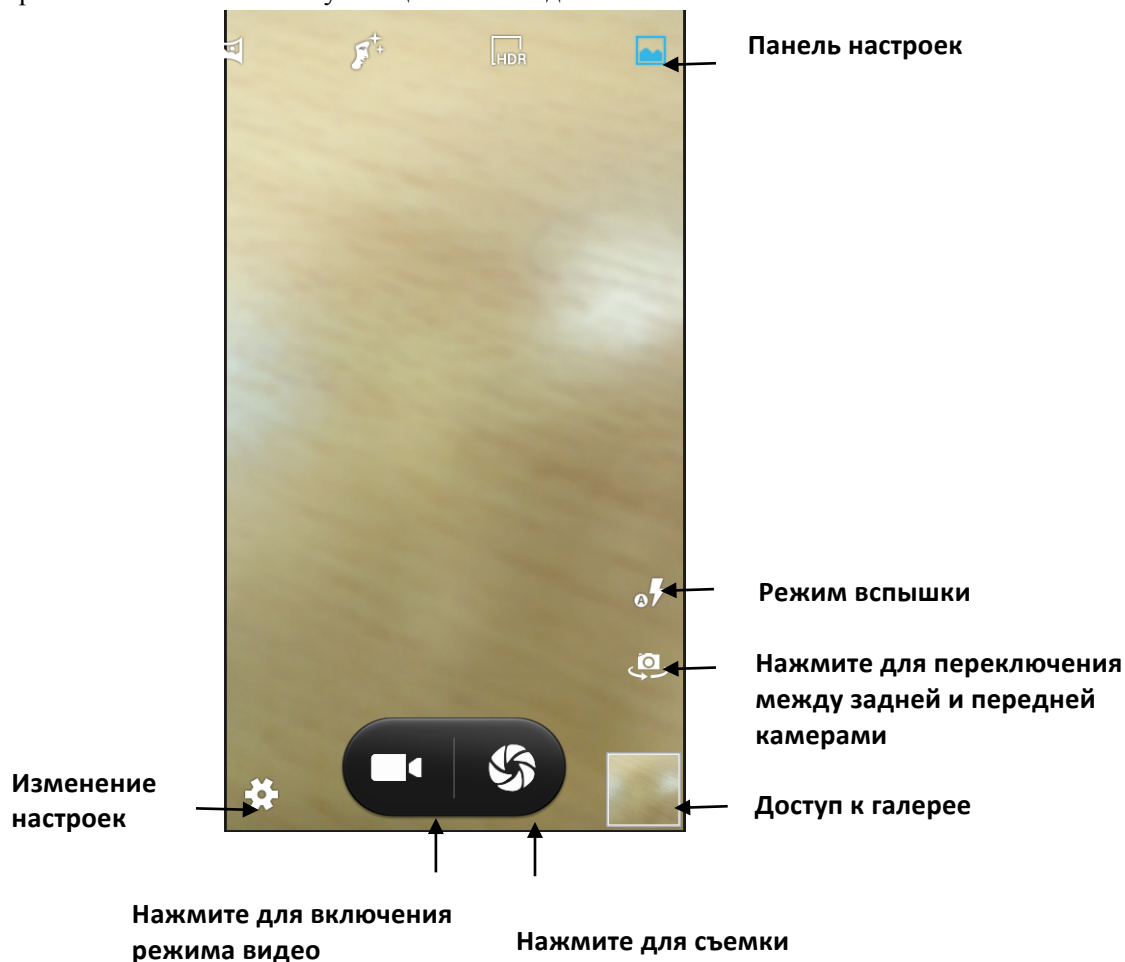 Панель настроек
HDR
A
Режим вспышки
Нажмите для переключения
между задней и передней
камерами
Изменение
настроек
Доступ к галерее
Нажмите для включения
режима видео
Нажмите для съемки